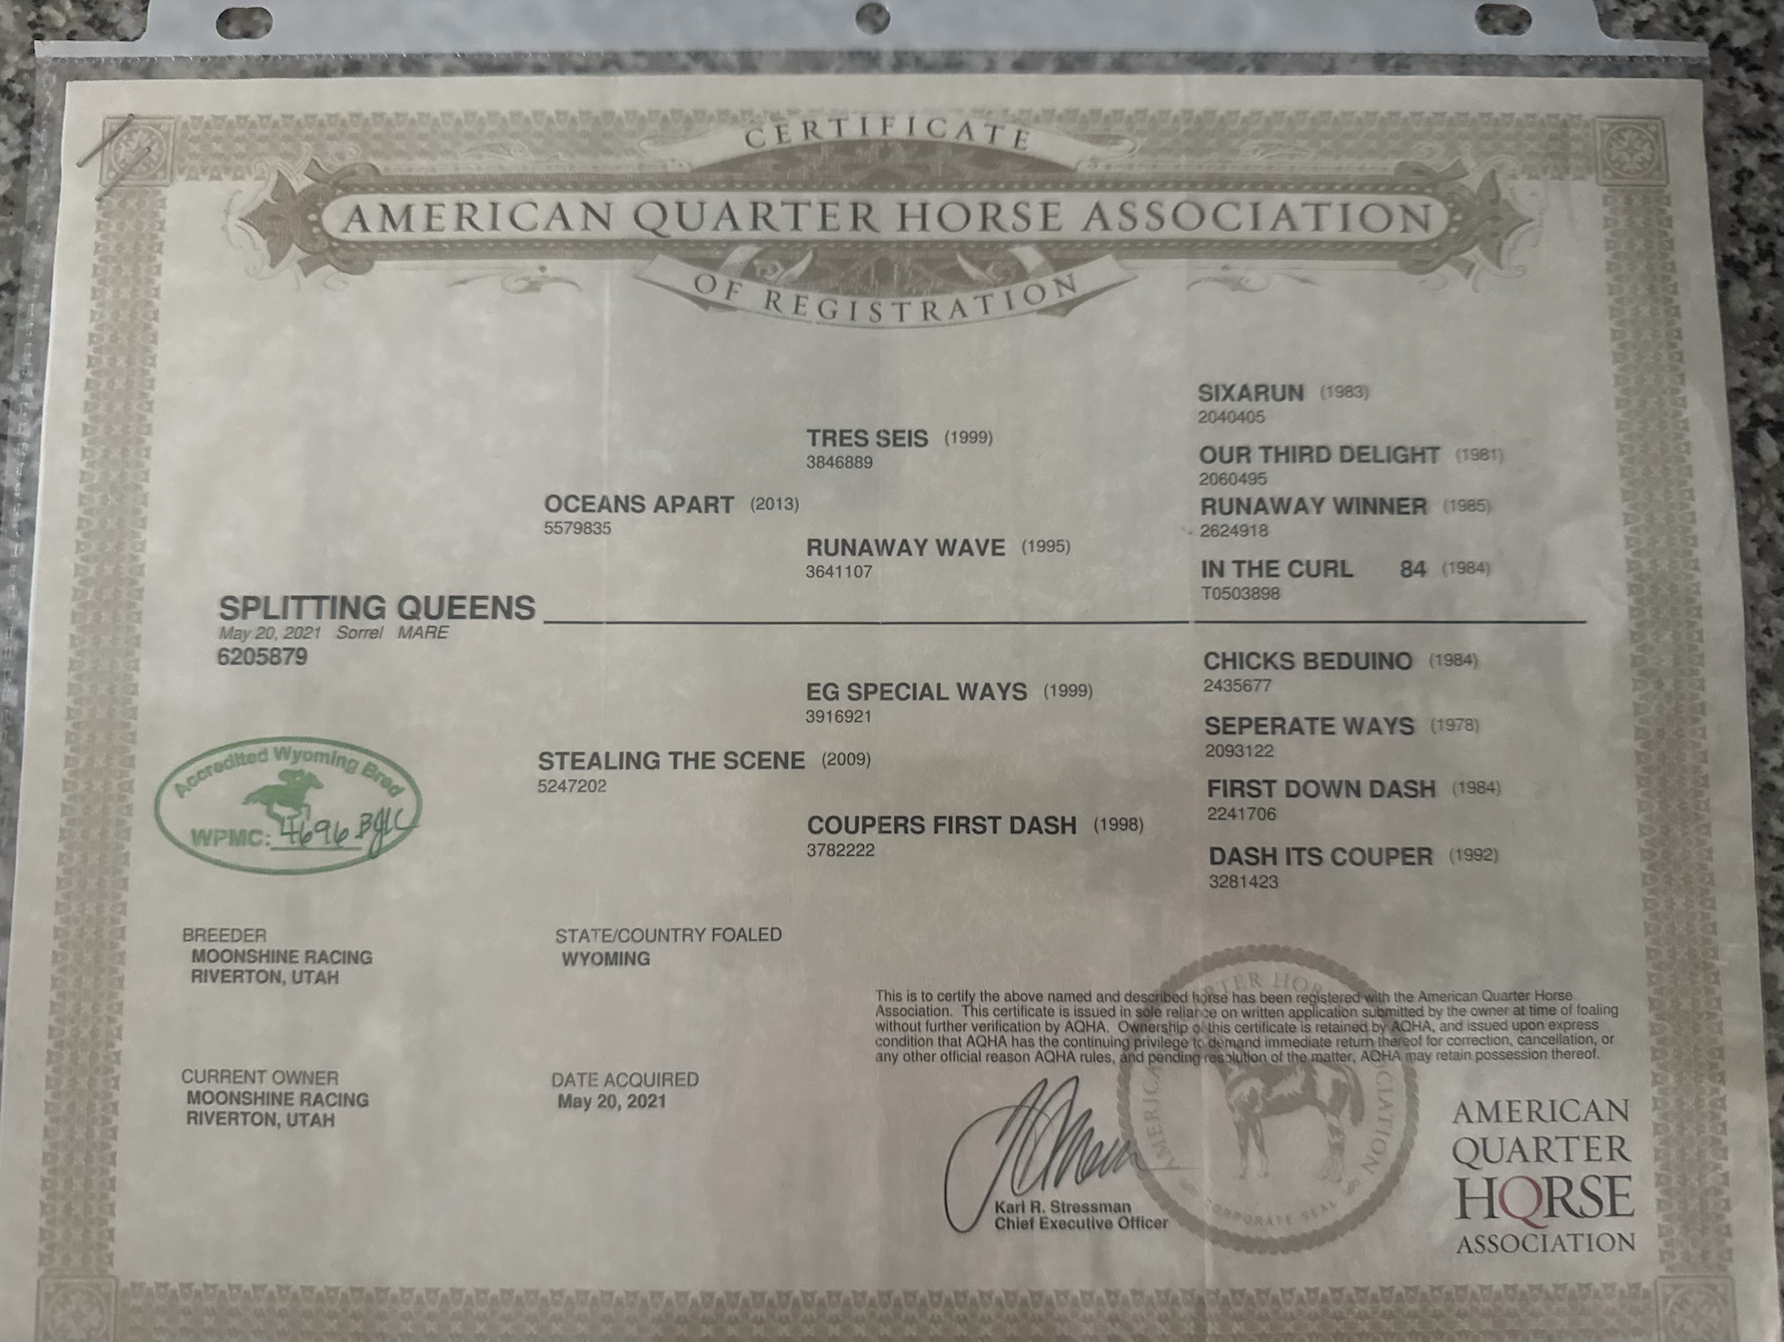 CERTIFICATE
AMERICAN QUARTER HORSE ASSOCIATION
OF REGISTRATION
SIXARUN (1983)
2040405
TRES SEIS (1999)
3846889
OUR THIRD DELIGHT (1981)
2060495
OCEANS APART (2013)
5579835
RUNAWAY WINNER (1985)
2624918
RUNAWAY WAVE (1995)
3641107
IN THE CURL 84 (1984)
T0503898
SPLITTING QUEENS
May 20, 2021 Sorrel MARE
6205879
CHICKS BEDUINO (1984)
2435677
EG SPECIAL WAYS (1999)
3916921
SEPERATE WAYS (1978)
2093122
STEALING THE SCENE (2009)
5247202
FIRST DOWN DASH (1984)
2241706
COUPERS FIRST DASH (1998)
3782222
DASH ITS COUPER (1992)
3281423
Accredited Wyoming Bred
WPMC: 4696
BREEDER
MOONSHINE RACING
RIVERTON, UTAH
STATE/COUNTRY FOALED
WYOMING
This is to certify the above named and described horse has been registered with the American Quarter Horse
Association. This certificate is issued in sole reliance on written application submitted by the owner at time of foaling
without further verification by AQHA. Ownership of this certificate is retained by AQHA, and issued upon express
condition that AQHA has the continuing privilege to demand immediate return thereof for correction, cancellation, or
any other official reason AQHA rules, and pending resolution of the matter, AQHA may retain possession thereof.
CURRENT OWNER
MOONSHINE RACING
RIVERTON, UTAH
DATE ACQUIRED
May 20, 2021
Karl R. Stressman
Chief Executive Officer
CORPORATE SEAL
AMERICAN
QUARTER
HORSE
ASSOCIATION